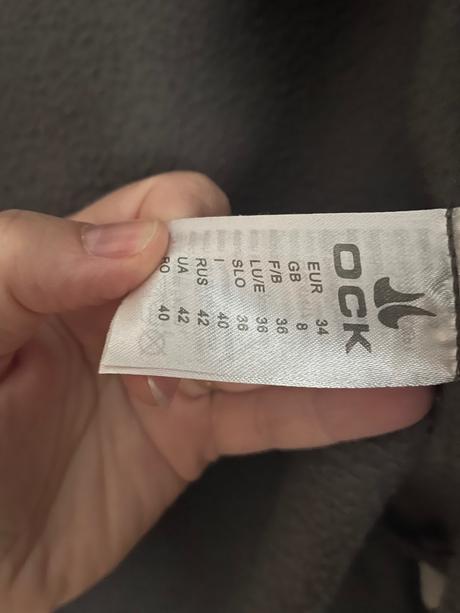 OCK
EUR 34
GB 8
F/B 36
LU/E 36
SLO 36
I 40
RUS 42
UA 42
RO 40